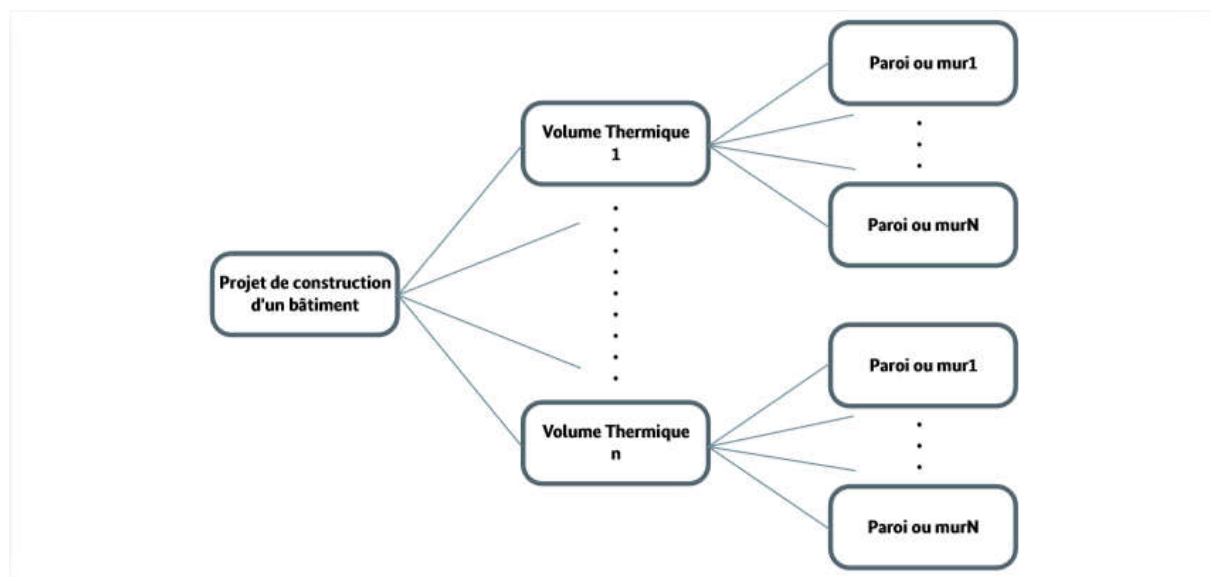 Paroi ou mur1
Volume Thermique
1
Paroi ou murN
Projet de construction
d'un bâtiment
Paroi ou mur1
Volume Thermique
n
Paroi ou murN